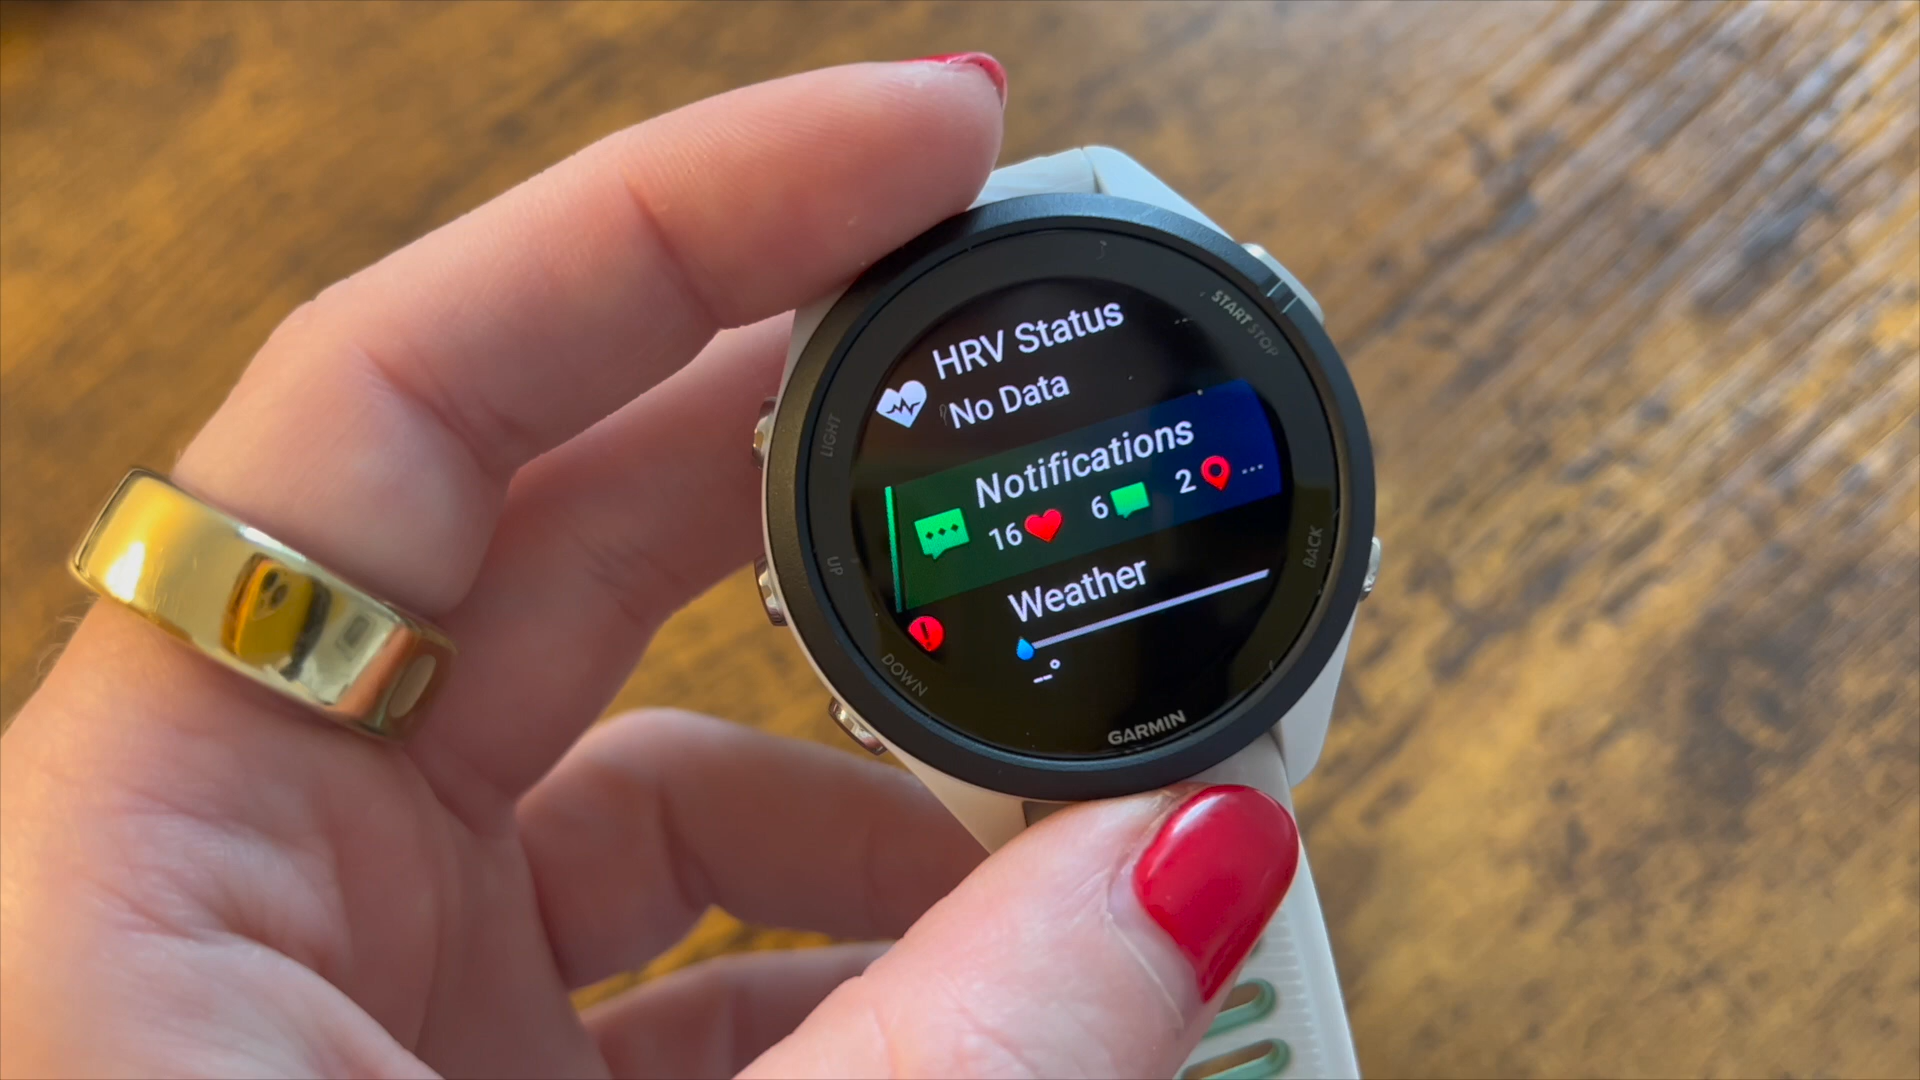 HRV Status
No Data
Notifications
16 6 2 ...
Weather
--°
START STOP
LIGHT
UP
DOWN
BACK
GARMIN